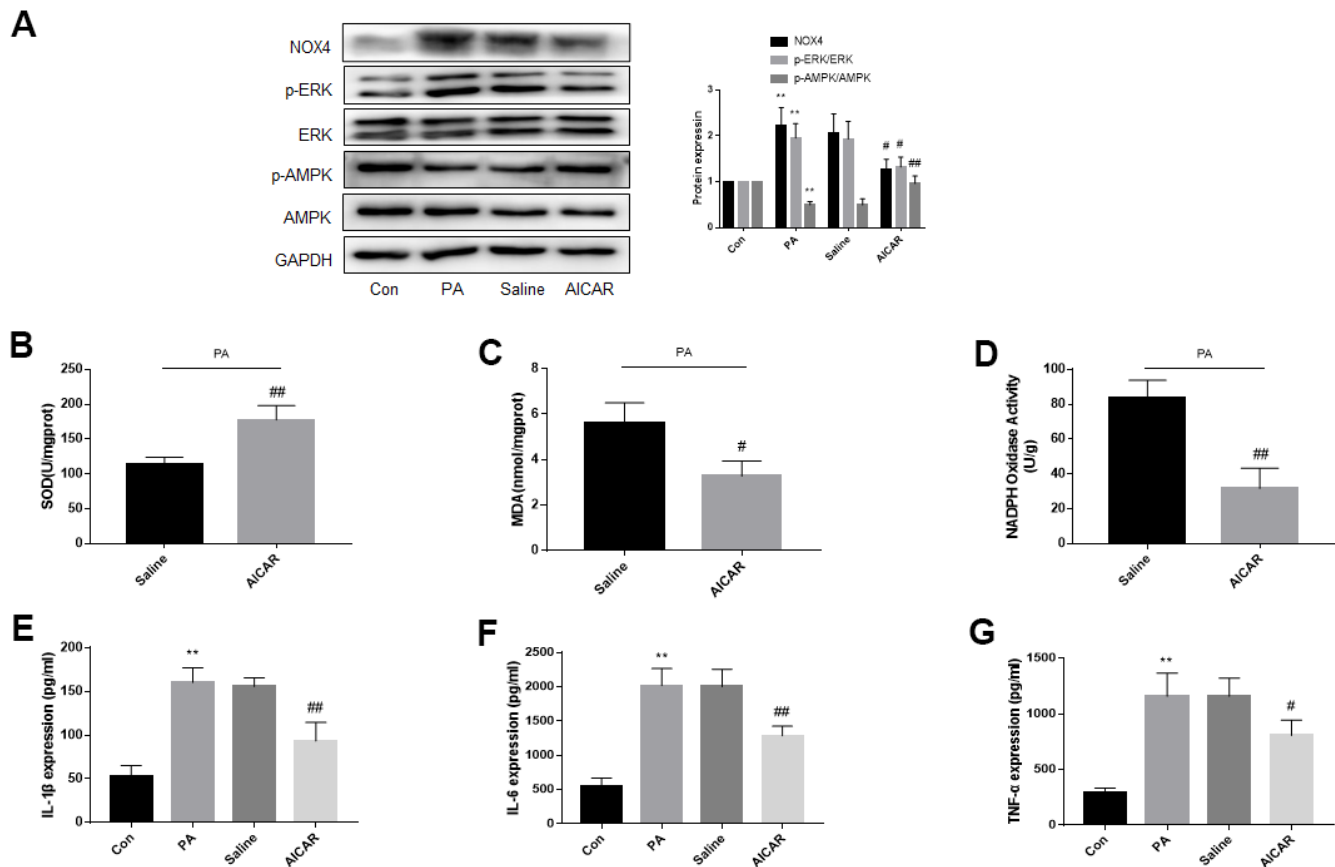 A
NOX4
p-ERK
ERK
p-AMPK
AMPK
GAPDH
Con PA Saline AICAR
NOX4
p-ERK/ERK
p-AMPK/AMPK
Protein expressin
3
2
1
0
** ** **
# # ##
Con PA Saline AICAR
B
PA
SOD(U/mgprot)
250
200
150
100
50
0
##
Saline AICAR
C
PA
MDA(nmol/mgprot)
8
6
4
2
0
#
Saline AICAR
D
PA
NADPH Oxidase Activity
(U/g)
100
80
60
40
20
0
##
Saline AICAR
E
IL-1β expression (pg/ml)
200
150
100
50
0
**
##
Con PA Saline AICAR
F
IL-6 expression (pg/ml)
2500
2000
1500
1000
500
0
**
##
Con PA Saline AICAR
G
TNF-α expression (pg/ml)
1500
1000
500
0
**
#
Con PA Saline AICAR